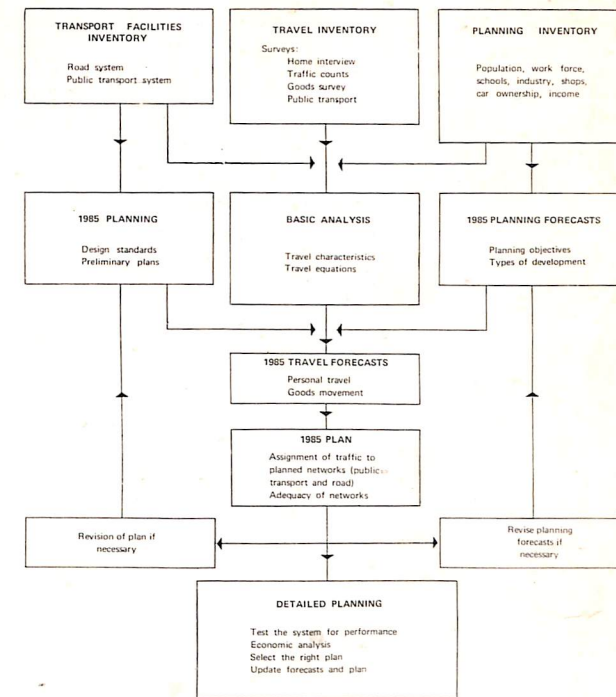 TRANSPORT FACILITIES
INVENTORY
Road system
Public transport system
TRAVEL INVENTORY
Surveys:
Home interview
Traffic counts
Goods survey
Public transport
PLANNING INVENTORY
Population, work force,
schools, industry, shops,
car ownership, income
1985 PLANNING
Design standards
Preliminary plans
BASIC ANALYSIS
Travel characteristics
Travel equations
1985 PLANNING FORECASTS
Planning objectives
Types of development
1985 TRAVEL FORECASTS
Personal travel
Goods movement
1985 PLAN
Assignment of traffic to
planned networks (public
transport and road)
Adequacy of networks
Revision of plan if
necessary
Revise planning
forecasts if
necessary
DETAILED PLANNING
Test the system for performance
Economic analysis
Select the right plan
Update forecasts and plan